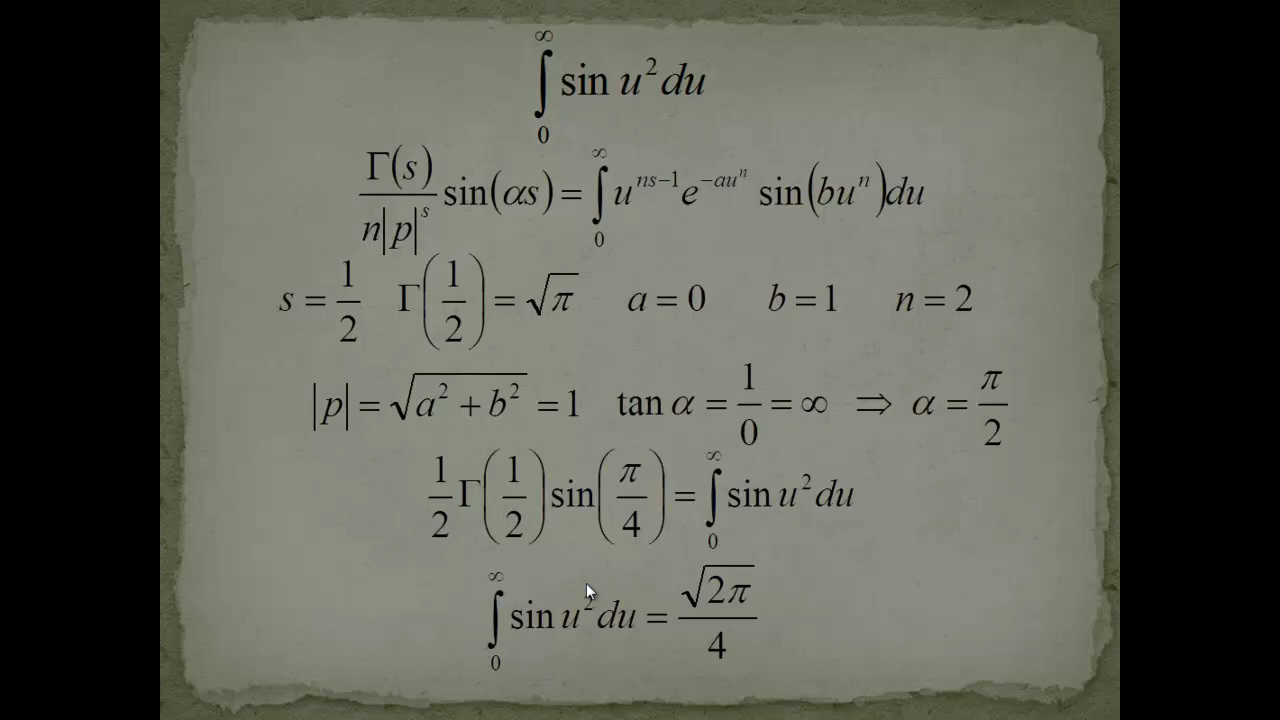 ∫₀^∞ sin u² du
Γ(s)/(n|p|^s) sin(αs) = ∫₀^∞ u^(ns−1) e^(−au^n) sin(bu^n) du
s = 1/2   Γ(1/2) = √π   a = 0   b = 1   n = 2
|p| = √(a² + b²) = 1   tan α = 1/0 = ∞ ⇒ α = π/2
1/2 Γ(1/2) sin(π/4) = ∫₀^∞ sin u² du
∫₀^∞ sin u² du = √(2π)/4